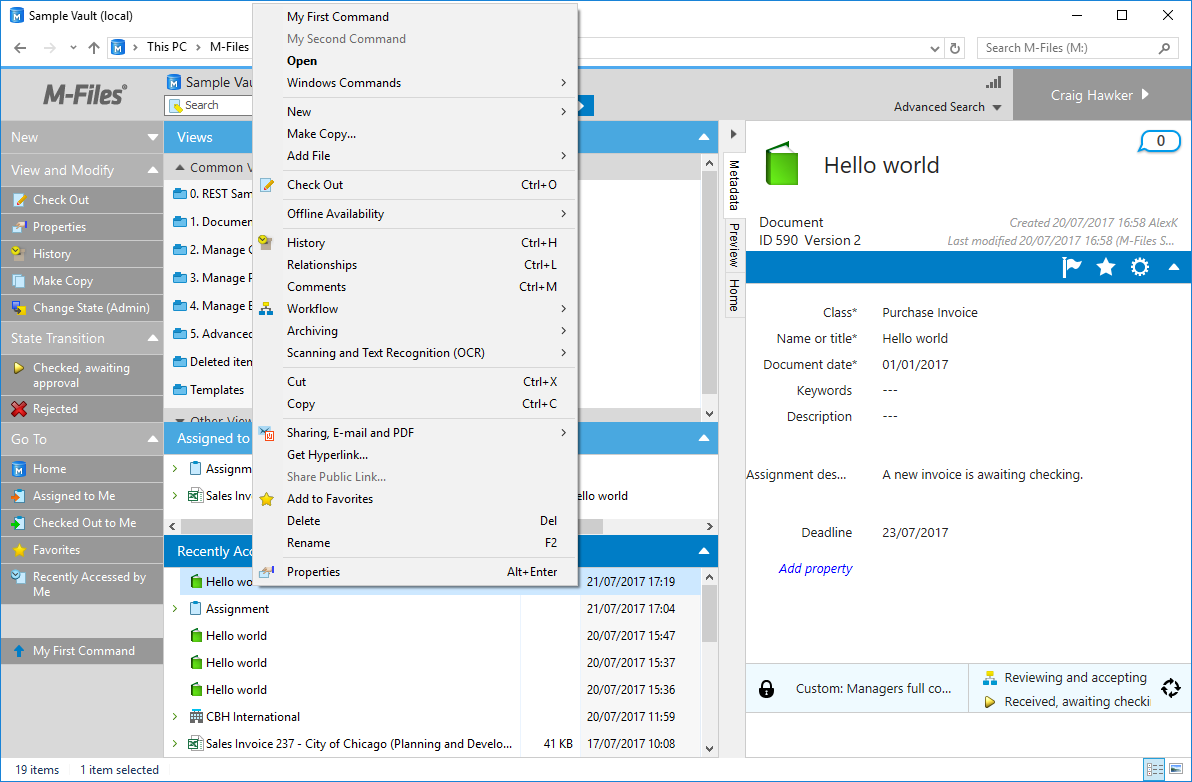 Sample Vault (local)
This PC
M-Files
Search M-Files (M:)
M-Files
Sample Vau
Search
Advanced Search
Craig Hawker
New
View and Modify
Check Out
Properties
History
Make Copy
Change State (Admin)
State Transition
Checked, awaiting
approval
Rejected
Go To
Home
Assigned to Me
Checked Out to Me
Favorites
Recently Accessed by
Me
My First Command
Views
Common V
0. REST Sam
1. Documen
2. Manage C
3. Manage P
4. Manage E
5. Advanced
Deleted item
Templates
Other View
Assigned to
Assignm
Sales Invo
ello world
Recently Acc
Hello wo
21/07/2017 17:19
Assignment
21/07/2017 17:04
Hello world
20/07/2017 15:47
Hello world
20/07/2017 15:37
Hello world
20/07/2017 15:36
CBH International
20/07/2017 11:59
Sales Invoice 237 - City of Chicago (Planning and Develo...
41 KB
17/07/2017 10:08
My First Command
My Second Command
Open
Windows Commands
New
Make Copy...
Add File
Check Out
Ctrl+O
Offline Availability
History
Ctrl+H
Relationships
Ctrl+L
Comments
Ctrl+M
Workflow
Archiving
Scanning and Text Recognition (OCR)
Cut
Ctrl+X
Copy
Ctrl+C
Sharing, E-mail and PDF
Get Hyperlink...
Share Public Link...
Add to Favorites
Delete
Del
Rename
F2
Properties
Alt+Enter
Metadata
Preview
Home
0
Hello world
Document
Created 20/07/2017 16:58 AlexK
ID 590 Version 2
Last modified 20/07/2017 16:58 (M-Files S...
Class*
Purchase Invoice
Name or title*
Hello world
Document date*
01/01/2017
Keywords
---
Description
---
Assignment des...
A new invoice is awaiting checking.
Deadline
23/07/2017
Add property
Custom: Managers full co...
Reviewing and accepting
Received, awaiting checki
19 items
1 item selected